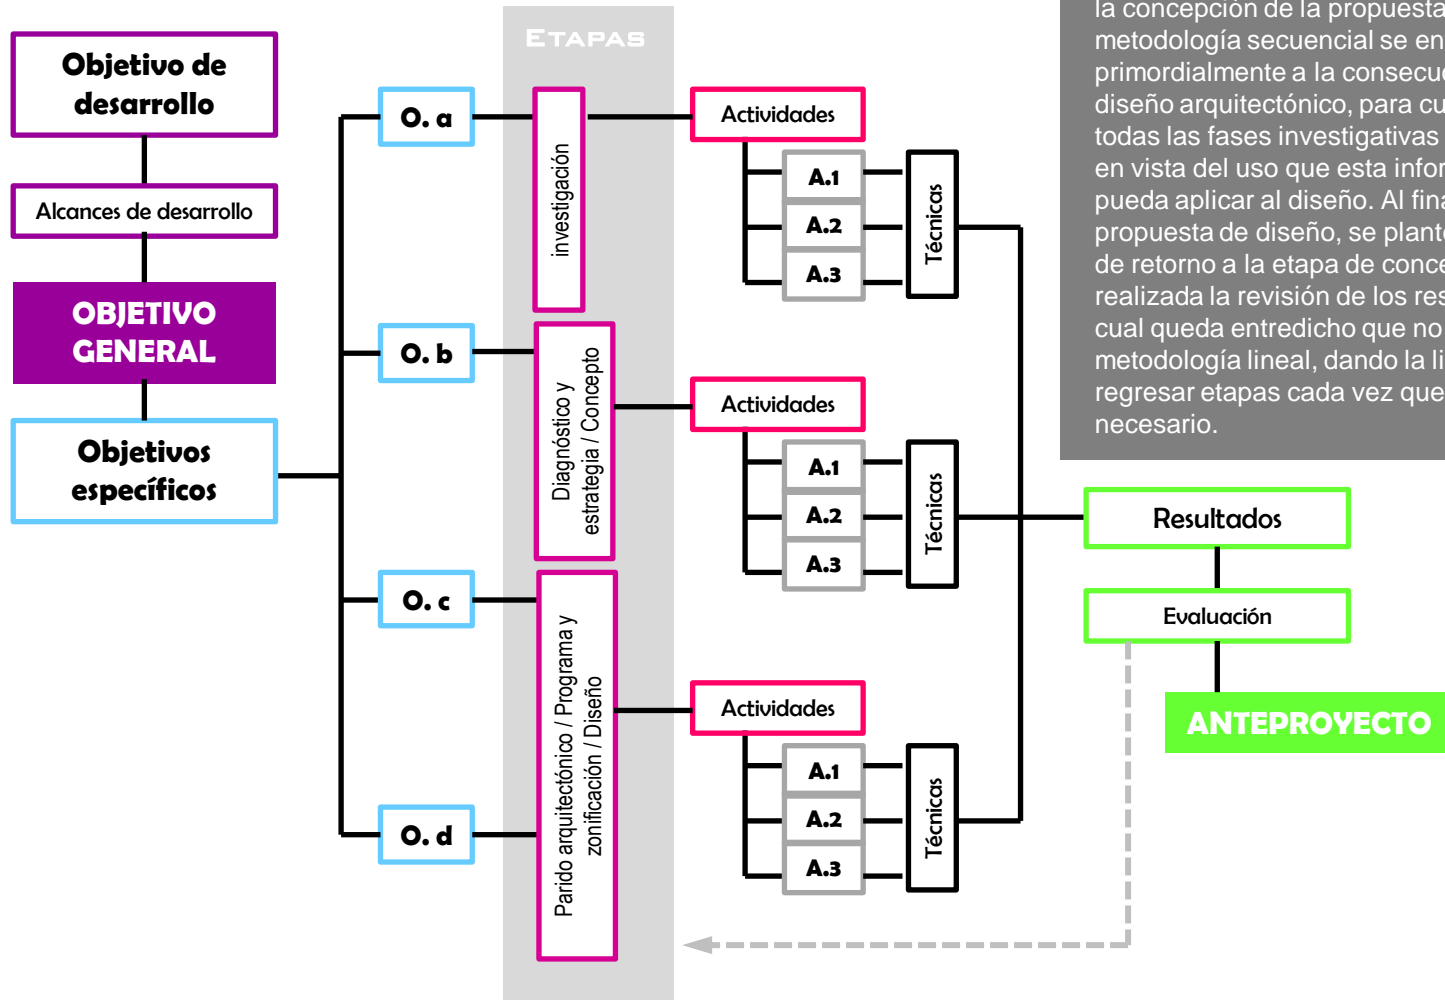 Objetivo de
desarrollo
Alcances de desarrollo
OBJETIVO
GENERAL
Objetivos
específicos
O. a
O. b
O. c
O. d
ETAPAS
investigación
Diagnóstico y
estrategia / Concepto
Parido arquitectónico / Programa y
zonificación / Diseño
Actividades
A.1
A.2
A.3
Técnicas
Actividades
A.1
A.2
A.3
Técnicas
Actividades
A.1
A.2
A.3
Técnicas
la concepción de la propuesta
metodología secuencial se en
primordialmente a la consecu
diseño arquitectónico, para cu
todas las fases investigativas
en vista del uso que esta infor
pueda aplicar al diseño. Al fina
propuesta de diseño, se plante
de retorno a la etapa de conce
realizada la revisión de los res
cual queda entredicho que no
metodología lineal, dando la li
regresar etapas cada vez que
necesario.
Resultados
Evaluación
ANTEPROYECTO